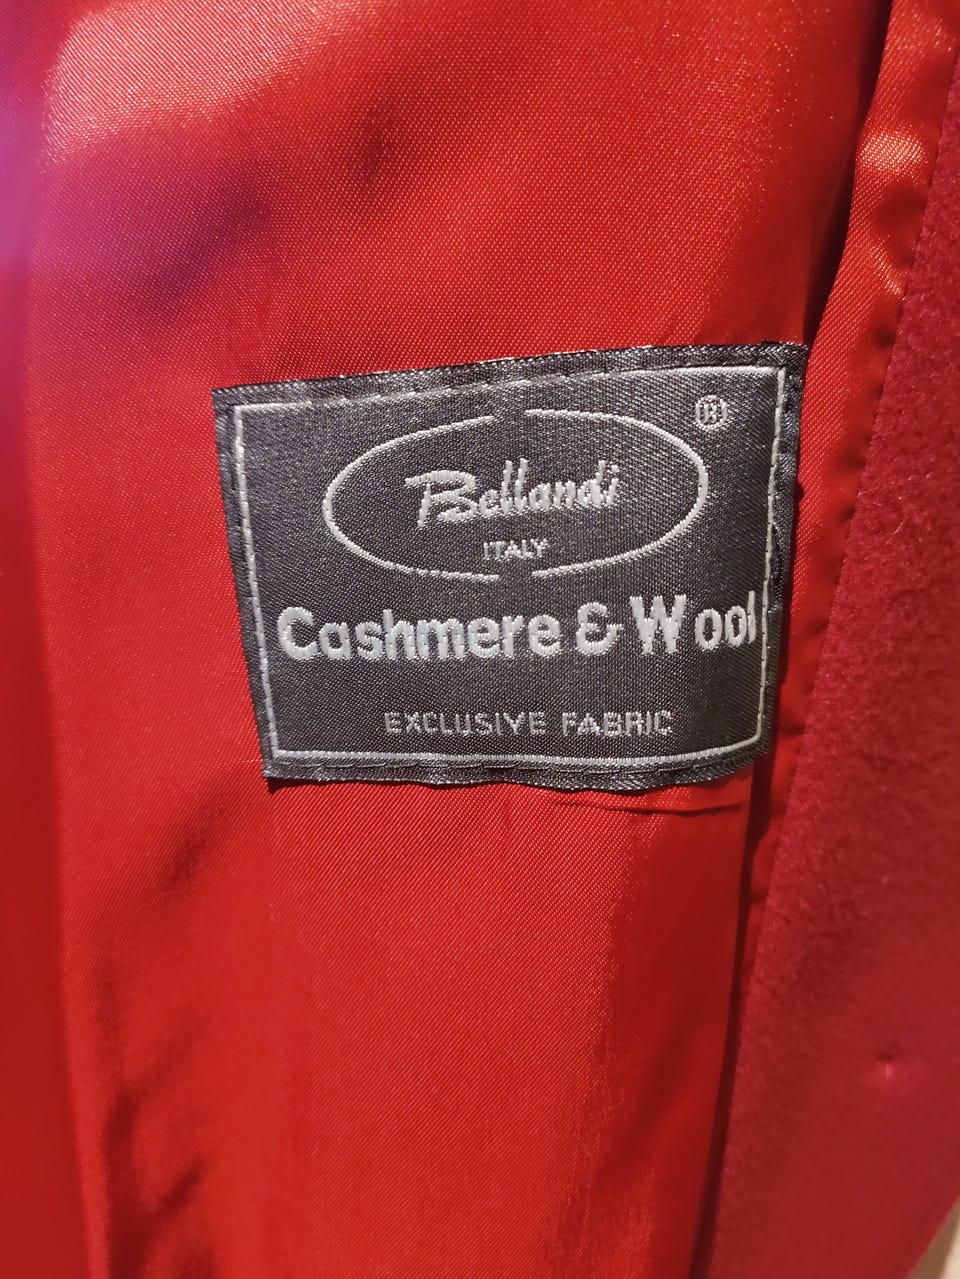 ®
Bellandi
ITALY
Cashmere & Wool
EXCLUSIVE FABRIC